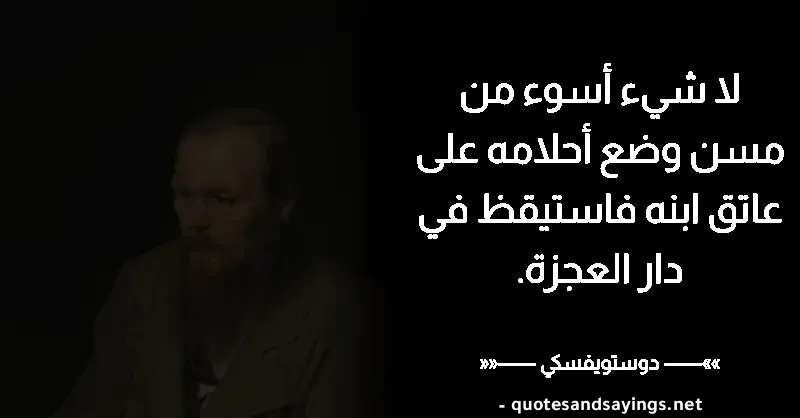 لا شيء أسوء من
مسن وضع أحلامه على
عاتق ابنه فاستيقظ في
دار العجزة.
»»—— دوستويفسكي ——««
- quotesandsayings.net